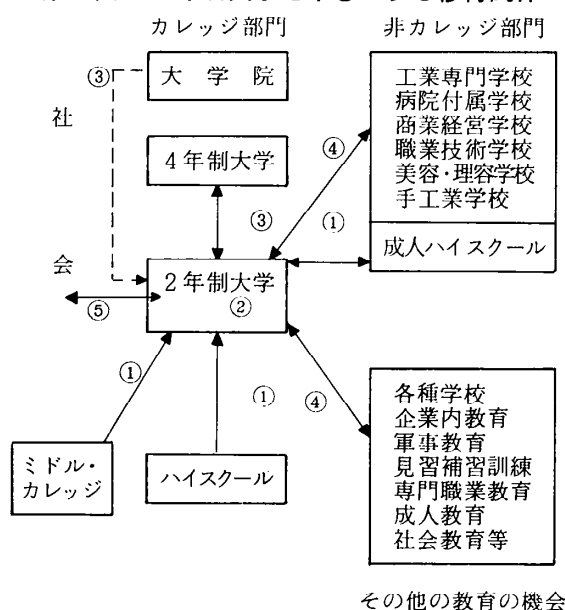 カレッジ部門
非カレッジ部門
③
大学院
社
4年制大学
③
会
2年制大学
②
⑤
工業専門学校
病院付属学校
商業経営学校
職業技術学校
美容・理容学校
手工業学校
成人ハイスクール
④
①
①
①
④
ミドル・
カレッジ
ハイスクール
各種学校
企業内教育
軍事教育
見習補習訓練
専門職業教育
成人教育
社会教育等
その他の教育の機会